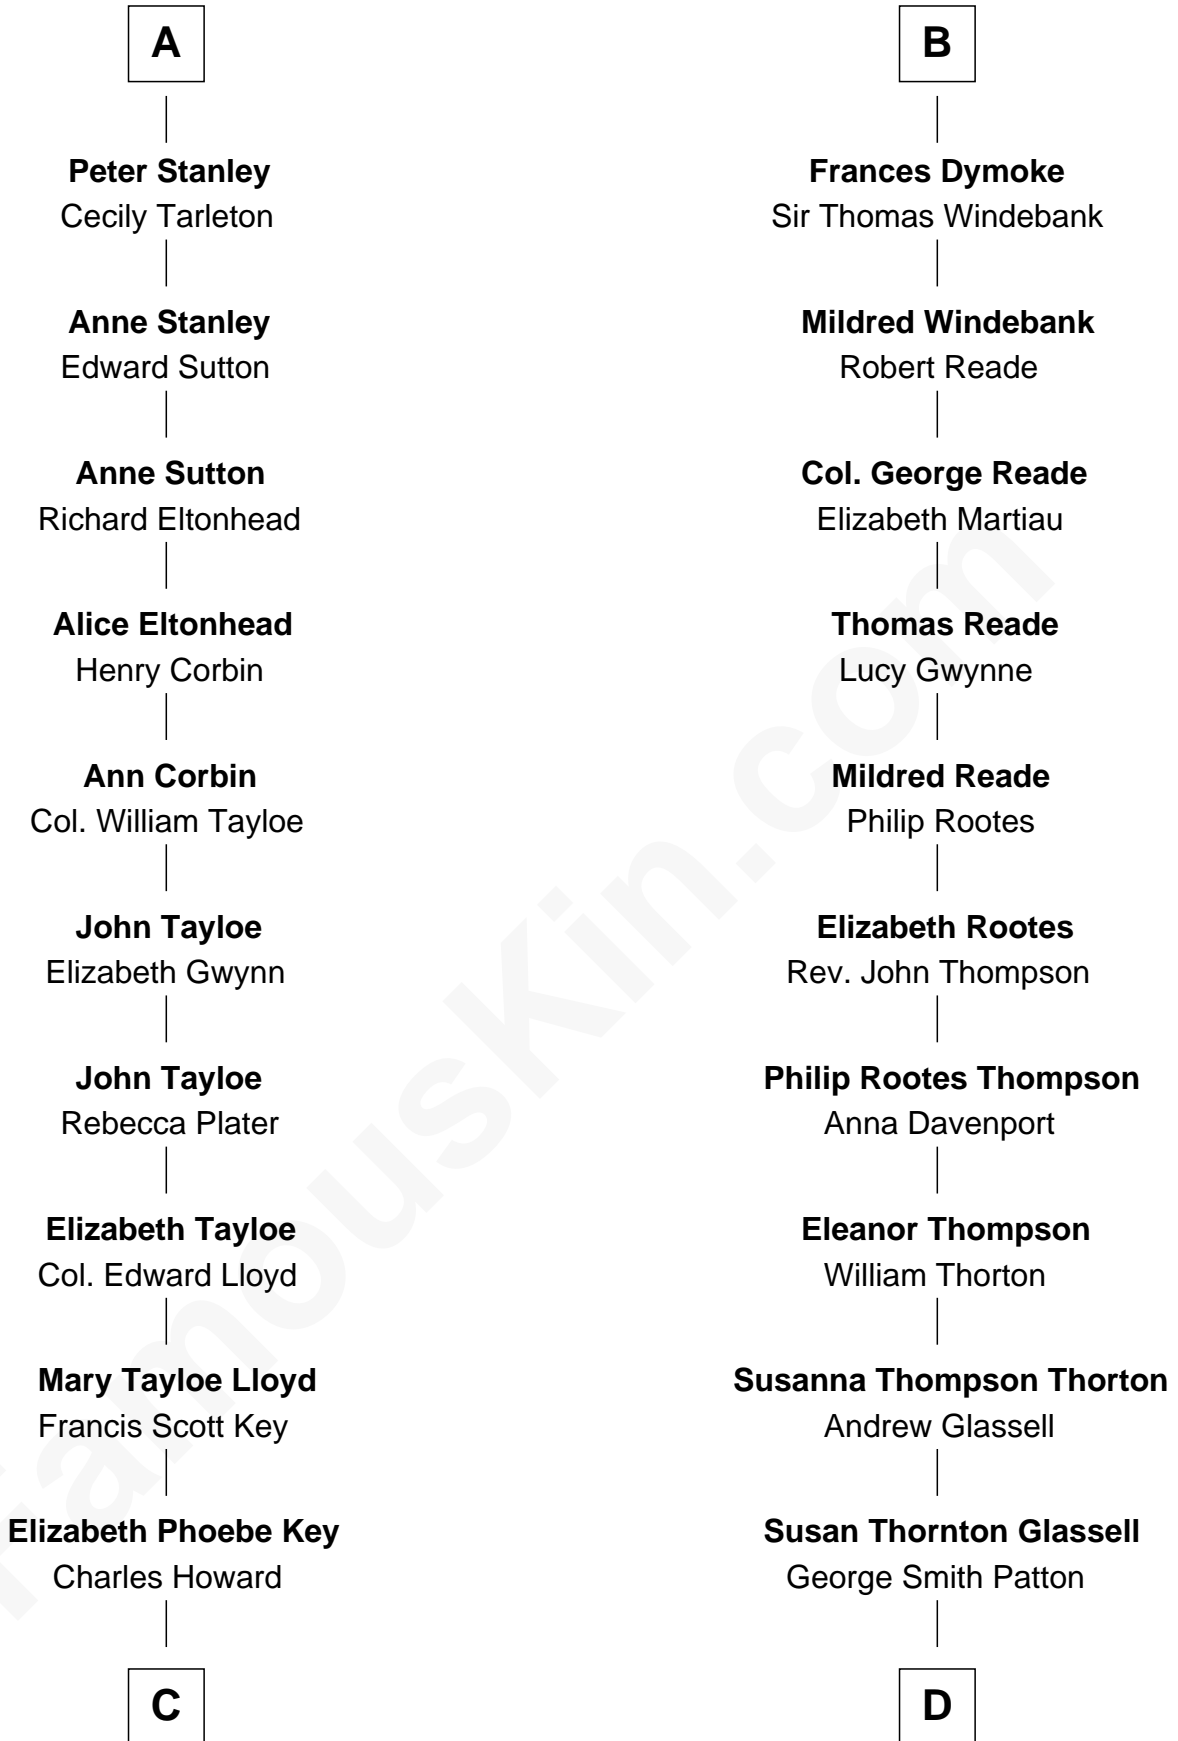 A
Peter Stanley
Cecily Tarleton
Anne Stanley
Edward Sutton
Anne Sutton
Richard Eltonhead
Alice Eltonhead
Henry Corbin
Ann Corbin
Col. William Tayloe
John Tayloe
Elizabeth Gwynn
John Tayloe
Rebecca Plater
Elizabeth Tayloe
Col. Edward Lloyd
Mary Tayloe Lloyd
Francis Scott Key
Elizabeth Phoebe Key
Charles Howard
C
B
Frances Dymoke
Sir Thomas Windebank
Mildred Windebank
Robert Reade
Col. George Reade
Elizabeth Martiau
Thomas Reade
Lucy Gwynne
Mildred Reade
Philip Rootes
Elizabeth Rootes
Rev. John Thompson
Philip Rootes Thompson
Anna Davenport
Eleanor Thompson
William Thorton
Susanna Thompson Thorton
Andrew Glassell
Susan Thornton Glassell
George Smith Patton
D
FamousKin.com